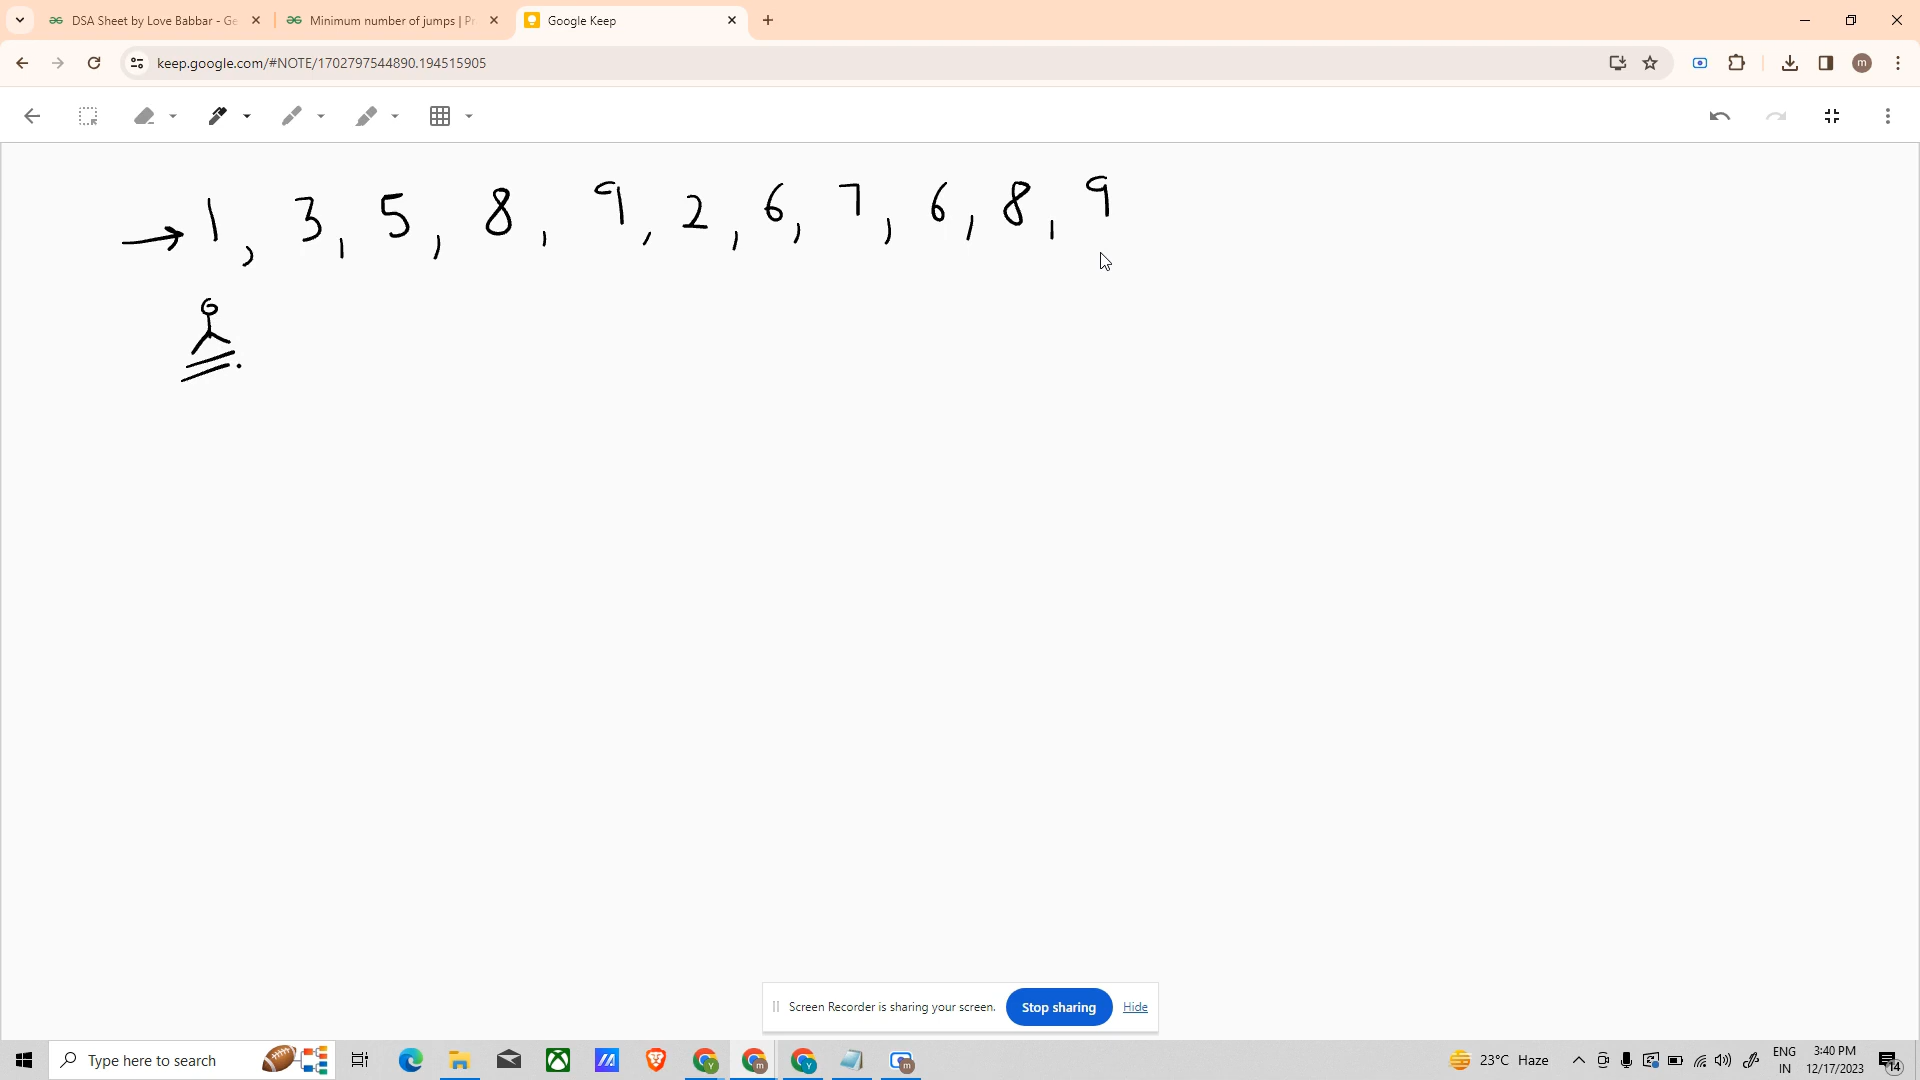 DSA Sheet by Love Babbar - Ge
Minimum number of jumps | Pr
Google Keep
keep.google.com/#NOTE/1702797544890.194515905
m
1, 3, 5, 8, 9, 2, 6, 7, 6, 8, 9
Screen Recorder is sharing your screen.
Stop sharing
Hide
Type here to search
23°C Haze
ENG
IN
3:40 PM
12/17/2023
14